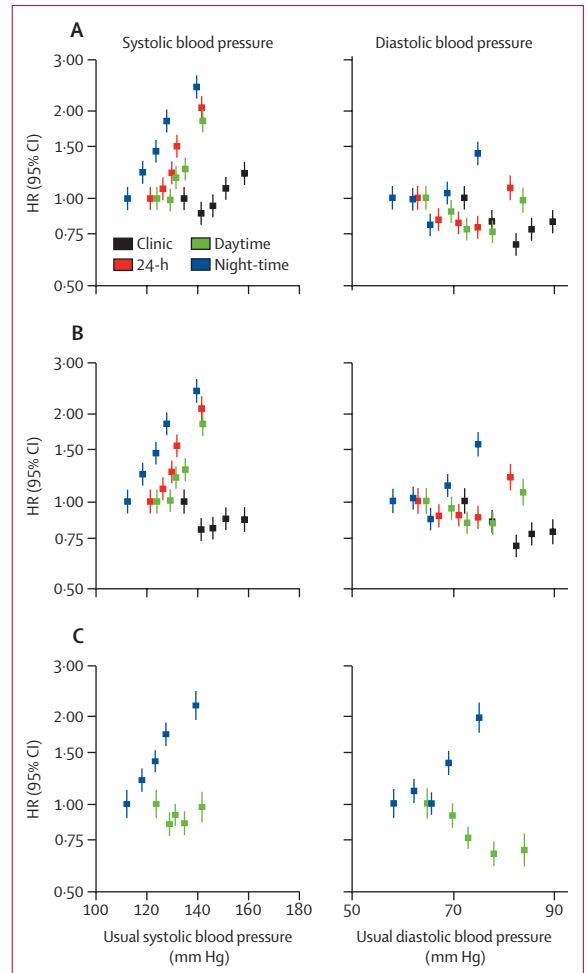 A
Systolic blood pressure
Diastolic blood pressure
HR (95% CI)
3·00
2·00
1·50
1·00
0·75
0·50
Clinic
Daytime
24-h
Night-time
B
HR (95% CI)
3·00
2·00
1·50
1·00
0·75
0·50
C
HR (95% CI)
3·00
2·00
1·50
1·00
0·75
0·50
100 120 140 160 180
50 70 90
Usual systolic blood pressure
(mm Hg)
Usual diastolic blood pressure
(mm Hg)